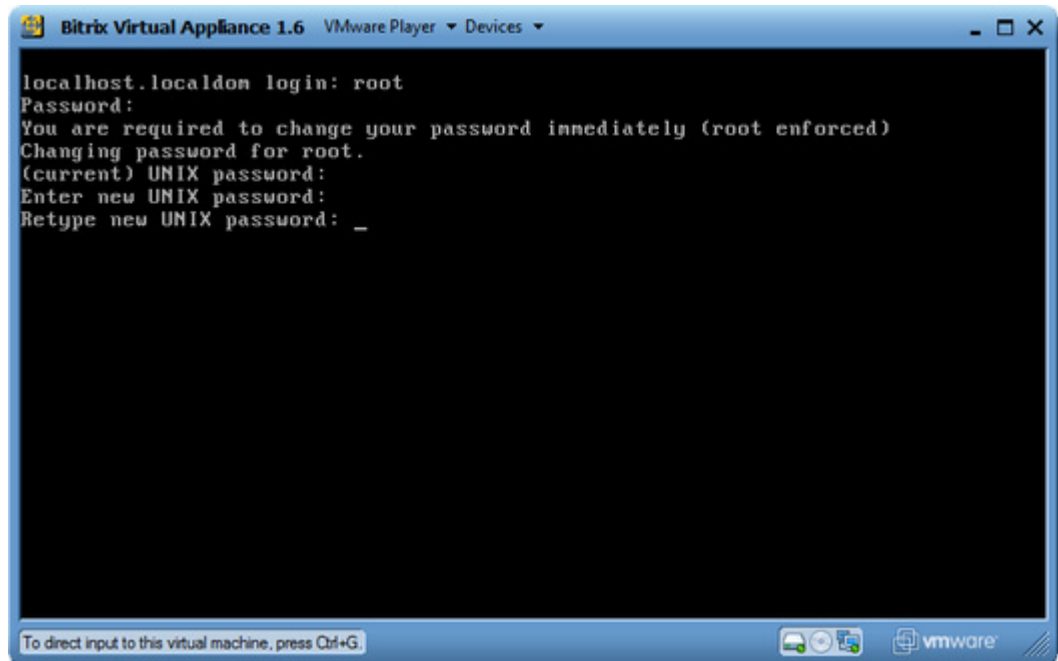 Bitrix Virtual Appliance 1.6 VMware Player Devices
localhost.localdom login: root
Password:
You are required to change your password immediately (root enforced)
Changing password for root.
(current) UNIX password:
Enter new UNIX password:
Retype new UNIX password: _
To direct input to this virtual machine, press Ctrl+G.
vmware